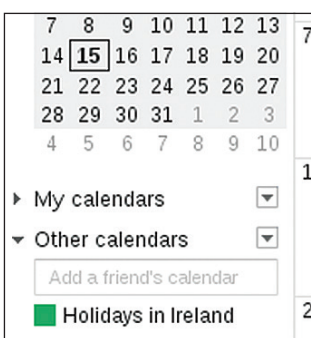 7 8 9 10 11 12 13
14 15 16 17 18 19 20
21 22 23 24 25 26 27
28 29 30 31 1 2 3
4 5 6 7 8 9 10
My calendars
Other calendars
Add a friend's calendar
Holidays in Ireland